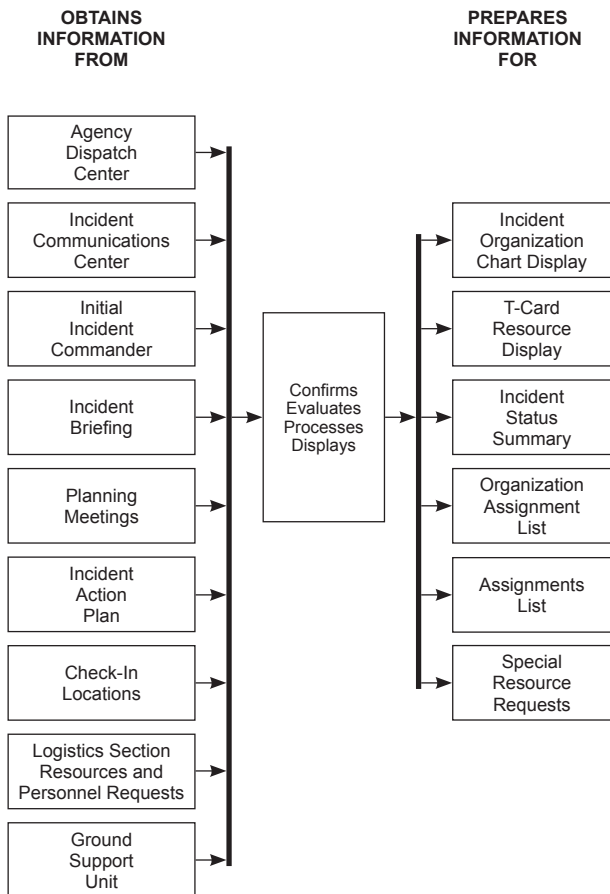 OBTAINS
INFORMATION
FROM
Agency
Dispatch
Center
Incident
Communications
Center
Initial
Incident
Commander
Incident
Briefing
Planning
Meetings
Incident
Action
Plan
Check-In
Locations
Logistics Section
Resources and
Personnel Requests
Ground
Support
Unit
Confirms
Evaluates
Processes
Displays
PREPARES
INFORMATION
FOR
Incident
Organization
Chart Display
T-Card
Resource
Display
Incident
Status
Summary
Organization
Assignment
List
Assignments
List
Special
Resource
Requests